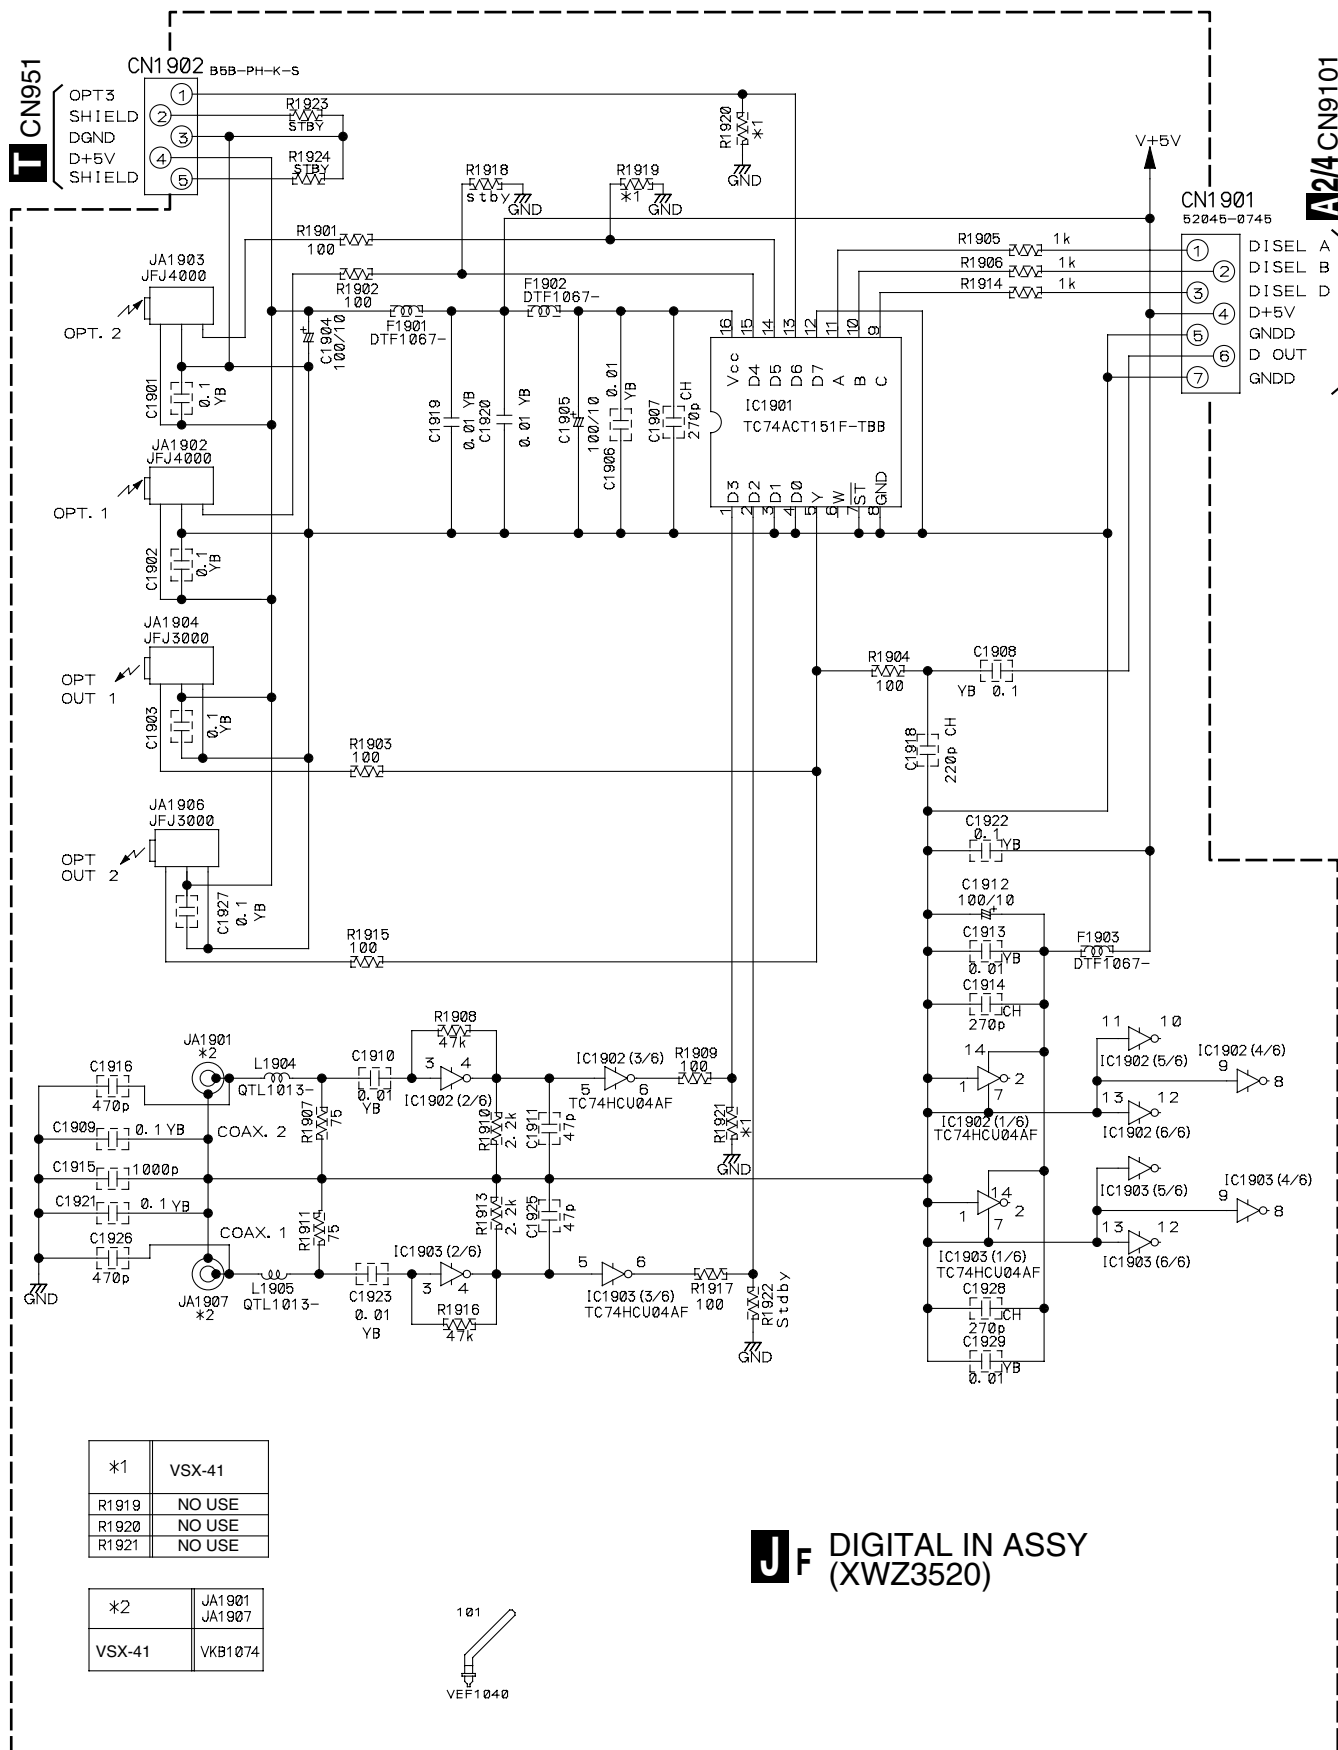 T CN951
CN1902 B5B-PH-K-S
OPT3
SHIELD
DGND
D+5V
SHIELD
1
2
3
4
5
R1923
STBY
R1924
STBY
R1920
*1
GND
V+5V
A2/4 CN9101
CN1901
52045-0745
R1918
stby
GND
R1919
*1
GND
R1901
100
R1902
100
JA1903
JFJ4000
OPT. 2
C1901
0.1
YB
C1904
100/10
F1901
DTF1067-
F1902
DTF1067-
C1919
0.01 YB
C1920
0.01 YB
C1905
100/10
C1906
0.01
YB
C1907
270p
CH
R1905 1k
R1906 1k
R1914 1k
1 DISEL A
2 DISEL B
3 DISEL D
4 D+5V
5 GNDD
6 D OUT
7 GNDD
16 15 14 13 12 11 10 9
Vcc D4 D5 D6 D7 A B C
IC1901
TC74ACT151F-TBB
D3 D2 D1 D0 Y W ST GND
1 2 3 4 5 6 7 8
JA1902
JFJ4000
OPT. 1
C1902
0.1
YB
JA1904
JFJ3000
OPT
OUT 1
C1903
0.1
YB
R1903
100
R1904
100
C1908
YB 0.1
C1918
220p CH
JA1906
JFJ3000
OPT
OUT 2
C1927
0.1
YB
R1915
100
C1922
0.1
YB
C1912
100/10
C1913
0.01
YB
C1914
270p
CH
F1903
DTF1067-
JA1901
*2
C1916
470p
L1904
QTL1013-
C1910
0.01
YB
R1908
47k
3 4
IC1902(2/6)
IC1902(3/6)
5 6
TC74HCU04AF
R1909
100
C1909 0.1 YB
COAX. 2
R1907
75
R1910
2.2k
C1911
47p
R1921
*1
GND
14
1 2
7
IC1902(1/6)
TC74HCU04AF
11 10
IC1902(5/6)
IC1902(4/6)
9 8
13 12
IC1902(6/6)
C1915 1000p
C1921 0.1 YB
COAX. 1
C1926
470p
GND
JA1907
*2
L1905
QTL1013-
R1911
75
C1923
0.01
YB
IC1903(2/6)
3 4
R1916
47k
R1913
2.2k
C1925
47p
5 6
IC1903(3/6)
TC74HCU04AF
R1917
100
R1922
Stdby
GND
14
1 2
7
IC1903(1/6)
TC74HCU04AF
IC1903(5/6)
IC1903(4/6)
9 8
13 12
IC1903(6/6)
C1928
270p
CH
C1929
0.01
YB
*1 VSX-41
R1919 NO USE
R1920 NO USE
R1921 NO USE
*2 JA1901
JA1907
VSX-41 VKB1074
101
VEF1040
J F DIGITAL IN ASSY
(XWZ3520)